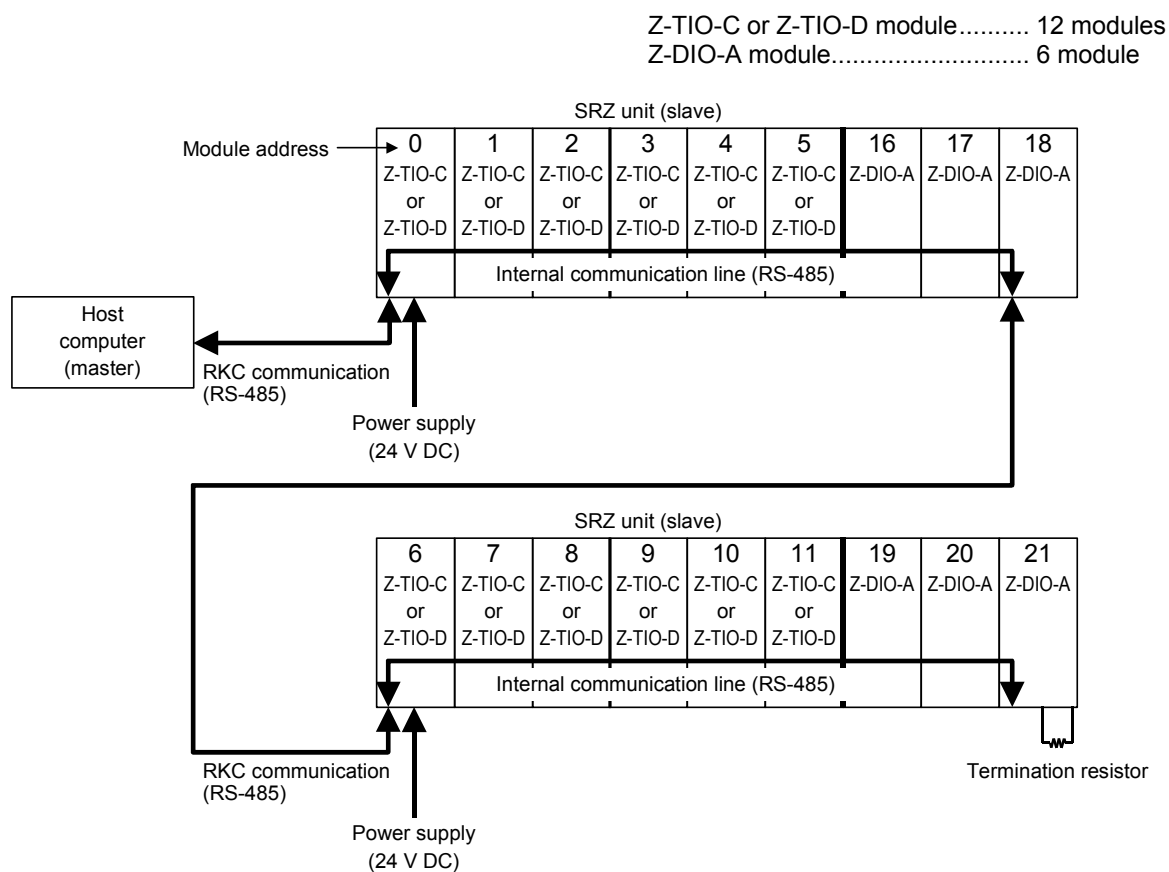 Z-TIO-C or Z-TIO-D module.......... 12 modules
Z-DIO-A module............................ 6 module
SRZ unit (slave)
Module address
0 1 2 3 4 5 16 17 18
Z-TIO-C Z-TIO-C Z-TIO-C Z-TIO-C Z-TIO-C Z-TIO-C Z-DIO-A Z-DIO-A Z-DIO-A
or or or or or or
Z-TIO-D Z-TIO-D Z-TIO-D Z-TIO-D Z-TIO-D Z-TIO-D
Internal communication line (RS-485)
Host
computer
(master)
RKC communication
(RS-485)
Power supply
(24 V DC)
SRZ unit (slave)
6 7 8 9 10 11 19 20 21
Z-TIO-C Z-TIO-C Z-TIO-C Z-TIO-C Z-TIO-C Z-TIO-C Z-DIO-A Z-DIO-A Z-DIO-A
or or or or or or
Z-TIO-D Z-TIO-D Z-TIO-D Z-TIO-D Z-TIO-D Z-TIO-D
Internal communication line (RS-485)
RKC communication
(RS-485)
Termination resistor
Power supply
(24 V DC)